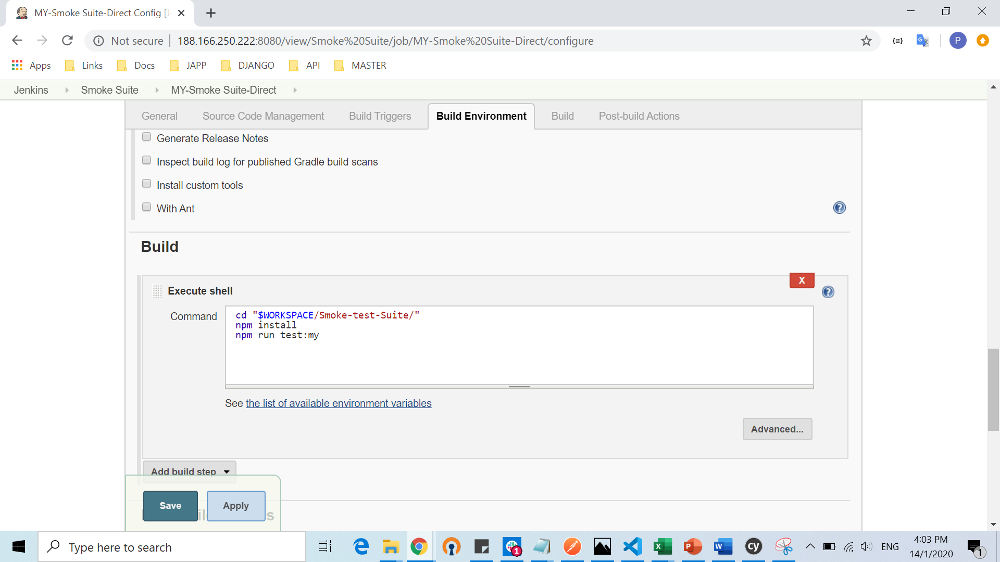 MY-Smoke Suite-Direct Config [J
Not secure
188.166.250.222:8080/view/Smoke%20Suite/job/MY-Smoke%20Suite-Direct/configure
P
Apps Links Docs JAPP DJANGO API MASTER
Jenkins Smoke Suite MY-Smoke Suite-Direct
General Source Code Management Build Triggers Build Environment Build Post-build Actions
Generate Release Notes
Inspect build log for published Gradle build scans
Install custom tools
With Ant
?
Build
X
Execute shell
?
Command
cd "$WORKSPACE/Smoke-test-Suite/"
npm install
npm run test:my
See the list of available environment variables
Advanced...
Add build step
Save Apply
Type here to search
ENG
4:03 PM
14/1/2020